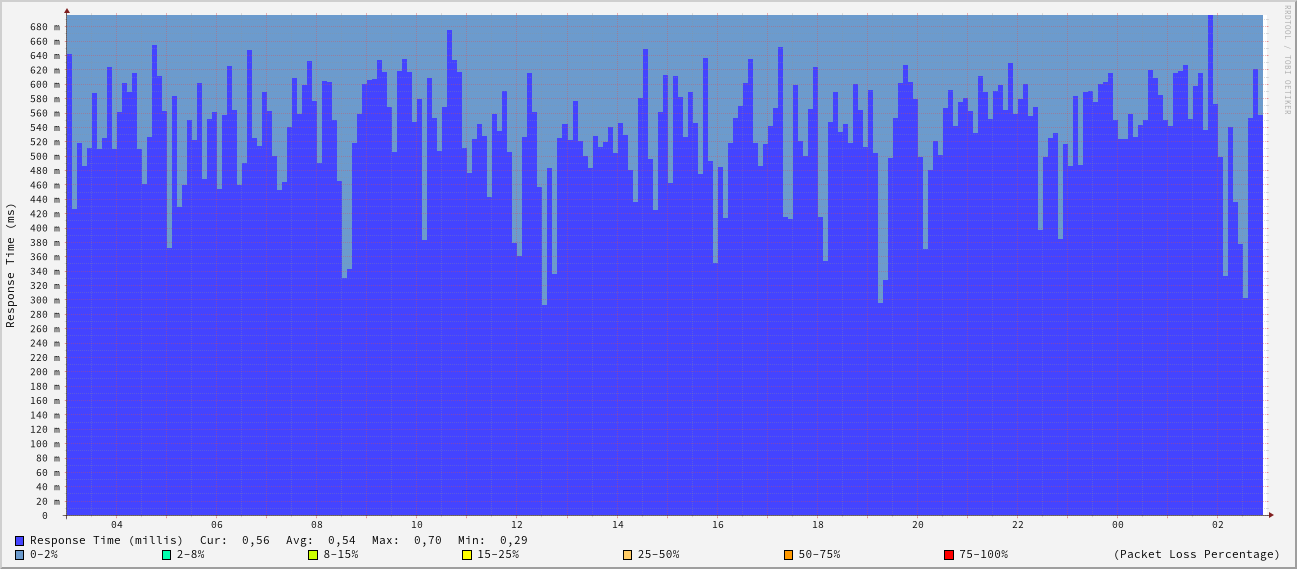 RRDTOOL / TOBI OETIKER
Response Time (ms)
680 m
660 m
640 m
620 m
600 m
580 m
560 m
540 m
520 m
500 m
480 m
460 m
440 m
420 m
400 m
380 m
360 m
340 m
320 m
300 m
280 m
260 m
240 m
220 m
200 m
180 m
160 m
140 m
120 m
100 m
80 m
60 m
40 m
20 m
0
04 06 08 10 12 14 16 18 20 22 00 02
Response Time (millis) Cur: 0,56 Avg: 0,54 Max: 0,70 Min: 0,29
0-2% 2-8% 8-15% 15-25% 25-50% 50-75% 75-100% (Packet Loss Percentage)